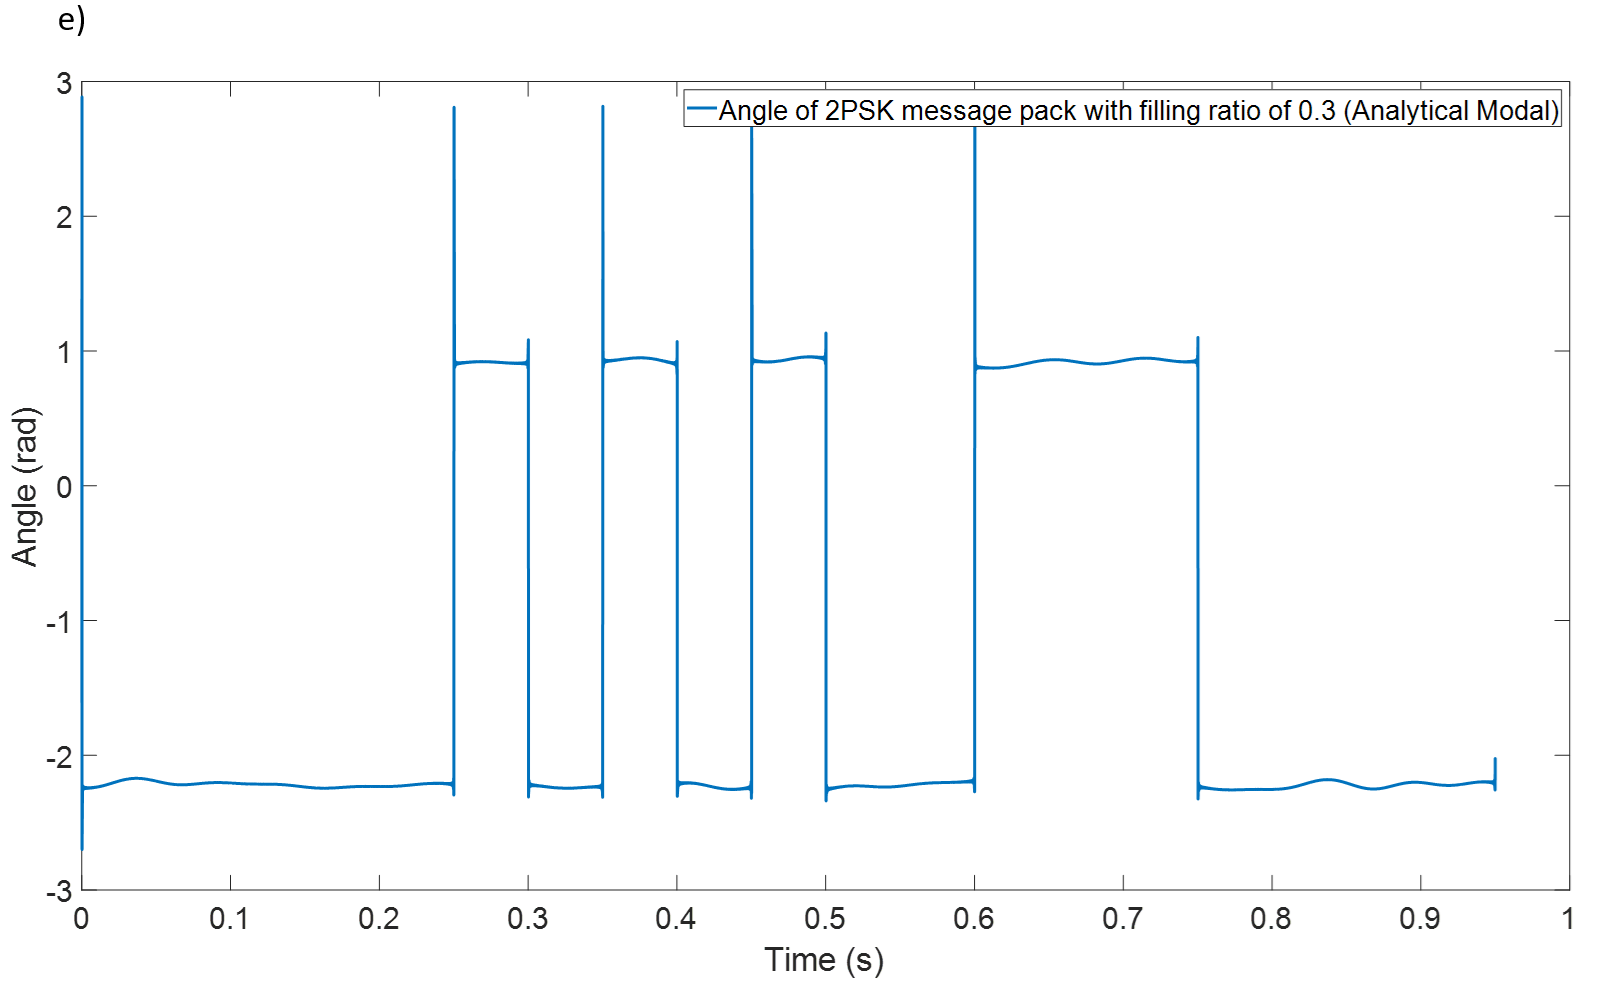 e)
Angle of 2PSK message pack with filling ratio of 0.3 (Analytical Modal)
3
2
1
0
-1
-2
-3
Angle (rad)
0 0.1 0.2 0.3 0.4 0.5 0.6 0.7 0.8 0.9 1
Time (s)